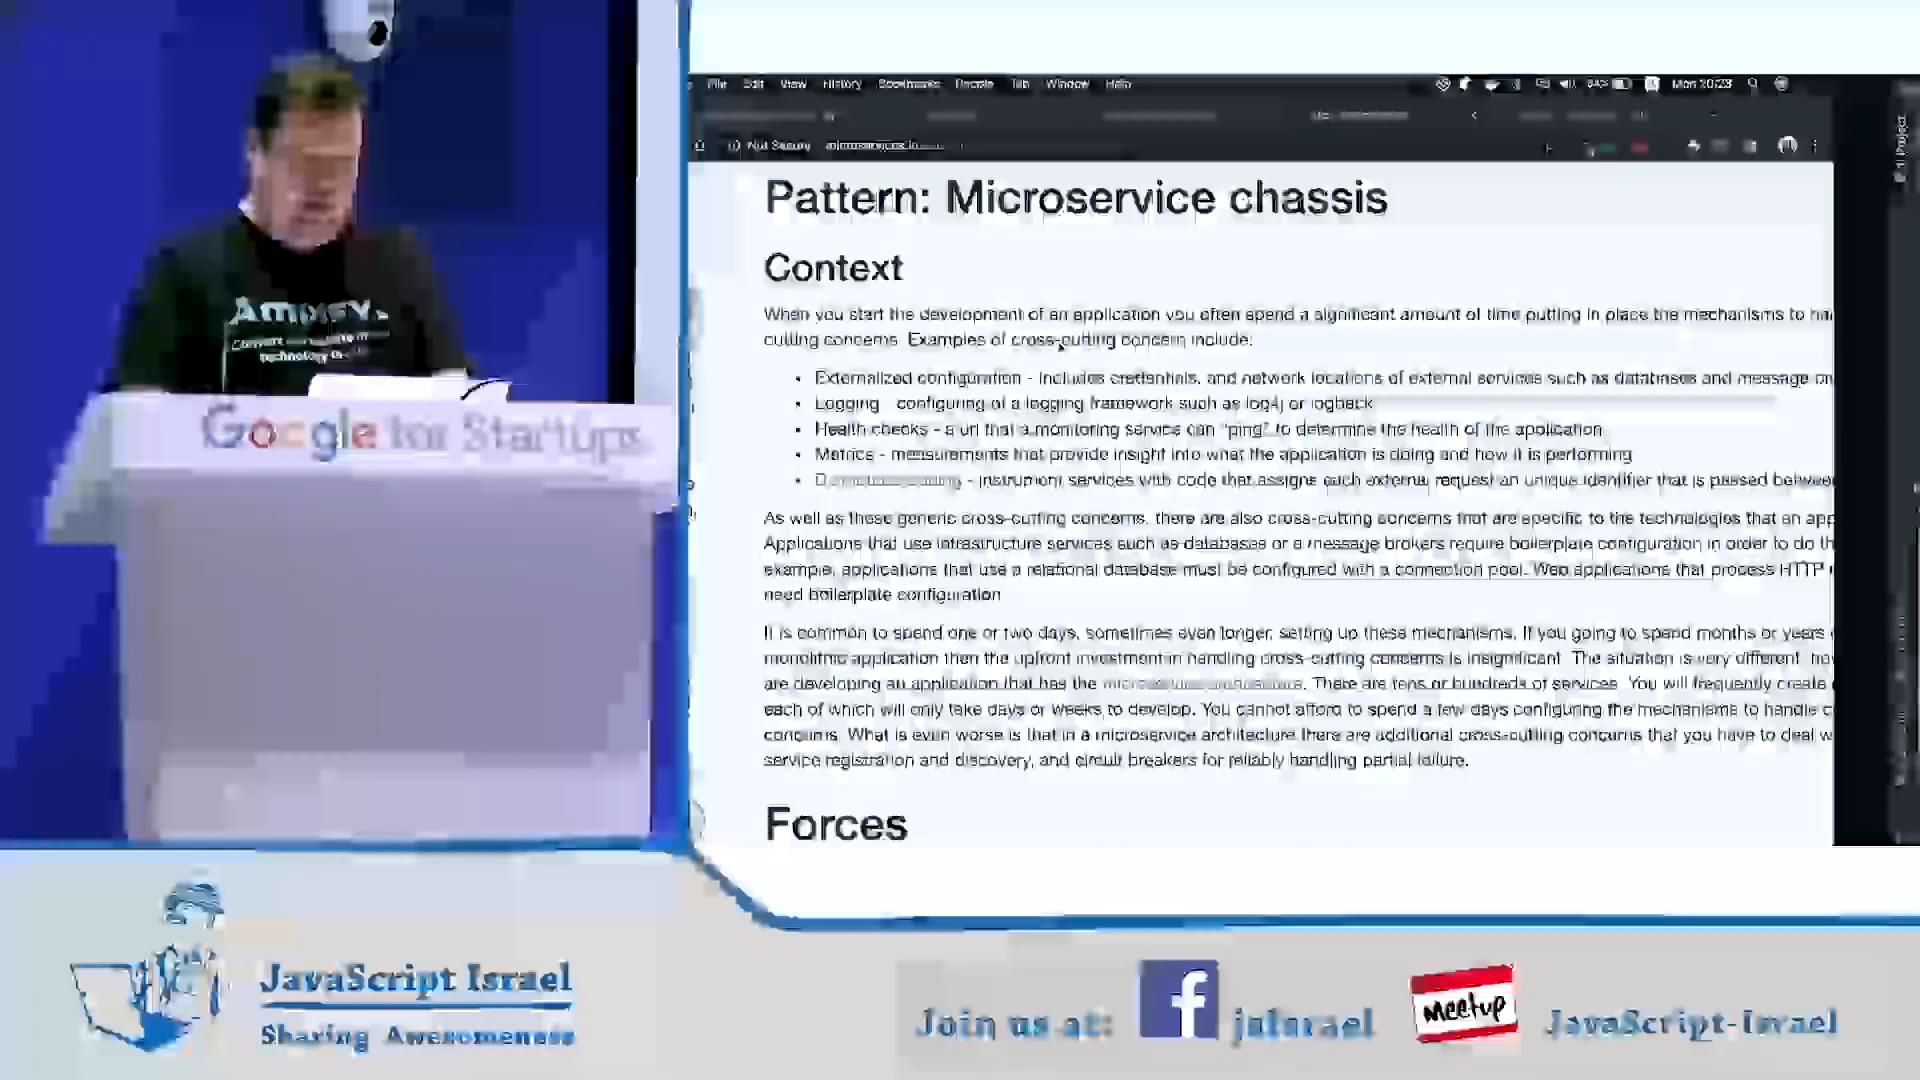 Amixsy.
Google for Startups
File Edit View History Bookmarks People Tab Window Help
94% Mon 20:23
Not Secure microservices.io
Pattern: Microservice chassis
Context
When you start the development of an application you often spend a significant amount of time putting in place the mechanisms to
cutting concerns. Examples of cross-cutting concern include:
• Externalized configuration - includes credentials, and network locations of external services such as databases and message
• Logging - configuring of a logging framework such as log4j or logback
• Health checks - a url that a monitoring service can “ping” to determine the health of the application
• Metrics - measurements that provide insight into what the application is doing and how it is performing
• - instrument services with code that assigns each external request an unique identifier that is passed between
As well as these generic cross-cutting concerns, there are also cross-cutting concerns that are specific to the technologies that an app
Applications that use infrastructure services such as databases or a message brokers require boilerplate configuration in order to do th
example, applications that use a relational database must be configured with a connection pool. Web applications that process HTTP
need boilerplate configuration
It is common to spend one or two days, sometimes even longer, setting up these mechanisms. If you going to spend months or years
monolithic application then the upfront investment in handling cross-cutting concerns is insignificant. The situation is very different,
are developing an application that has the microservice architecture. There are tens or hundreds of services. You will frequently create
each of which will only take days or weeks to develop. You cannot afford to spend a few days configuring the mechanisms to handle
concerns. What is even worse is that in a microservice architecture there are additional cross-cutting concerns that you have to deal
service registration and discovery, and circuit breakers for reliably handling partial failure.
Forces
Project
JavaScript Israel
Sharing Awesomeness
Join us at: f jsIsrael Meetup JavaScript-Israel